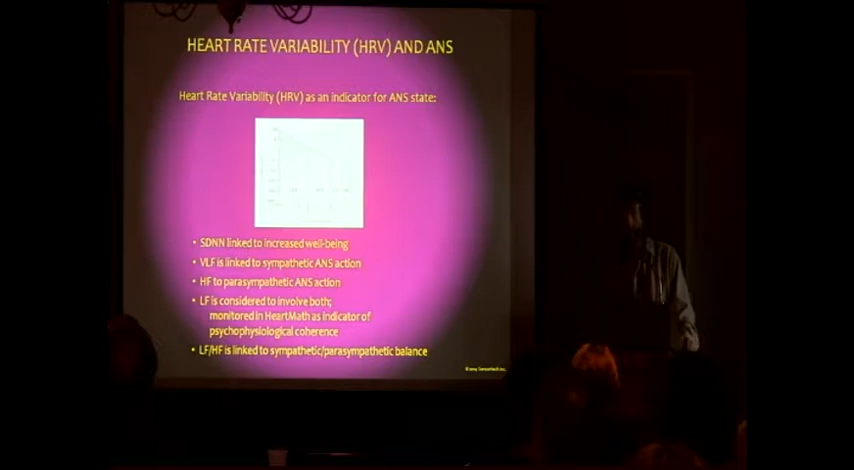 HEART RATE VARIABILITY (HRV) AND ANS
Heart Rate Variability (HRV) as an indicator for ANS state:
• SDNN linked to increased well-being
• VLF is linked to sympathetic ANS action
• HF to parasympathetic ANS action
• LF is considered to involve both;
monitored in HeartMath as indicator of
psychophysiological coherence
• LF/HF is linked to sympathetic/parasympathetic balance